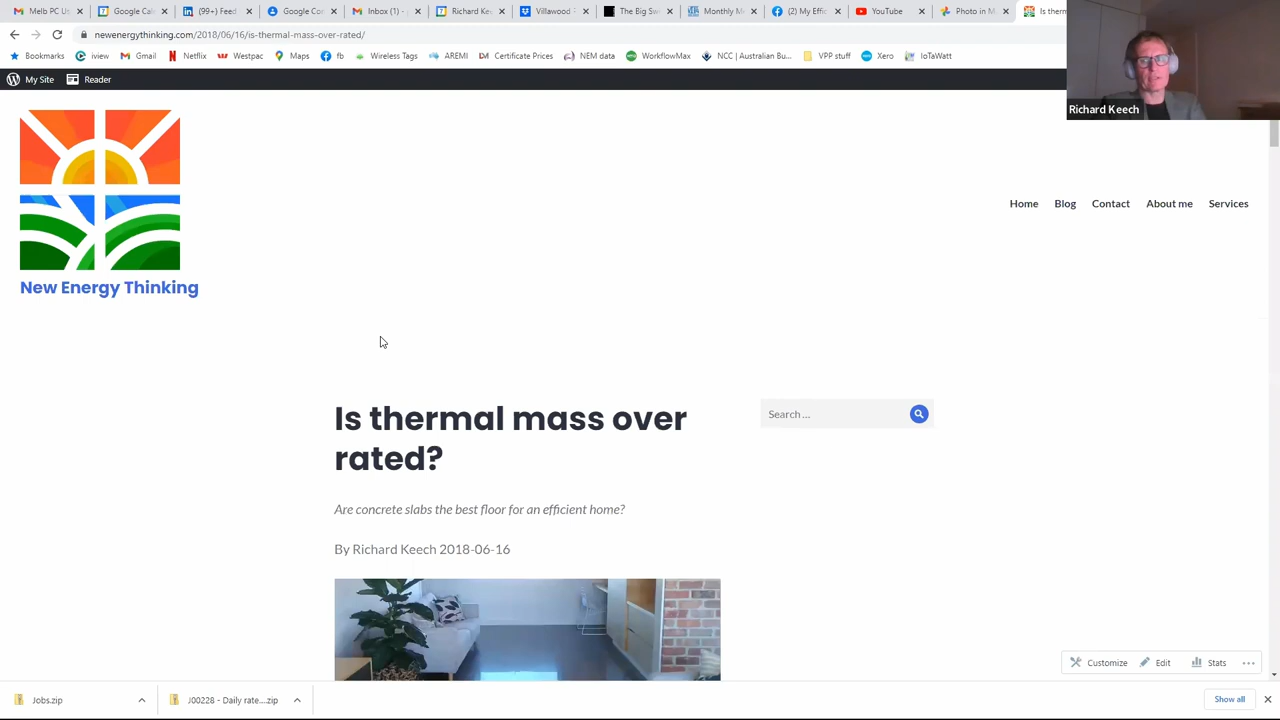 Melb PC Us
Google Cale
(99+) Feed
Google Con
Inbox (1) -
Richard Kee
Villawood
The Big Sw
Monthly M
(2) My Effic
YouTube
Photo in M
Is therm
newenergythinking.com/2018/06/16/is-thermal-mass-over-rated/
Bookmarks iview Gmail Netflix Westpac Maps fb Wireless Tags AREMI Certificate Prices NEM data WorkflowMax NCC | Australian Bu... VPP stuff Xero IoTaWatt
My Site Reader
Richard Keech
Home Blog Contact About me Services
New Energy Thinking
Is thermal mass over
rated?
Search ...
Are concrete slabs the best floor for an efficient home?
By Richard Keech 2018-06-16
Customize Edit Stats
Jobs.zip J00228 - Daily rate....zip Show all